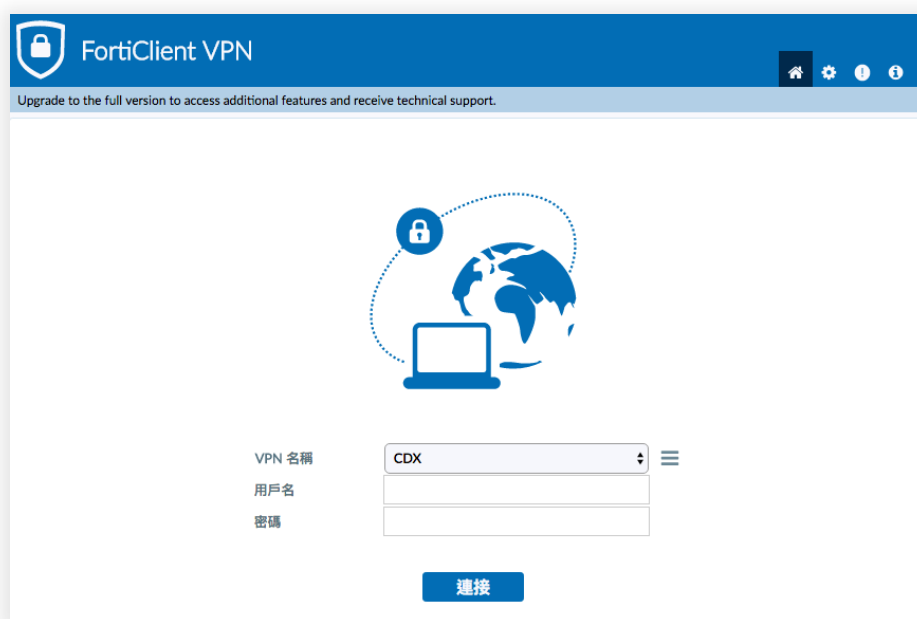 FortiClient VPN
Upgrade to the full version to access additional features and receive technical support.
VPN 名稱
CDX
用戶名
密碼
連接